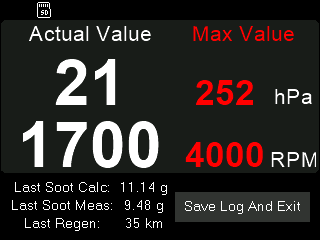 SD
Actual Value Max Value
21 252 hPa
1700 4000 RPM
Last Soot Calc: 11.14 g
Last Soot Meas: 9.48 g
Last Regen: 35 km
Save Log And Exit